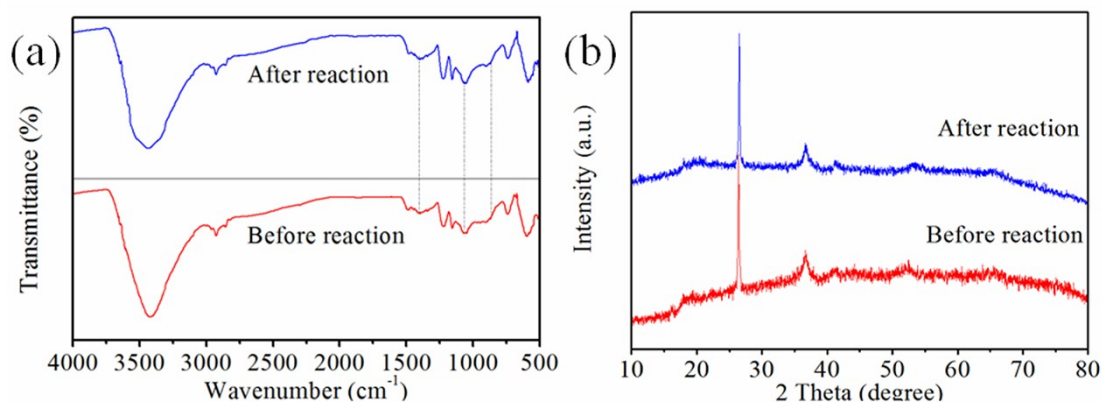 (a)
After reaction
Before reaction
Transmittance (%)
4000 3500 3000 2500 2000 1500 1000 500
Wavenumber (cm⁻¹)
(b)
After reaction
Before reaction
Intensity (a.u.)
10 20 30 40 50 60 70 80
2 Theta (degree)